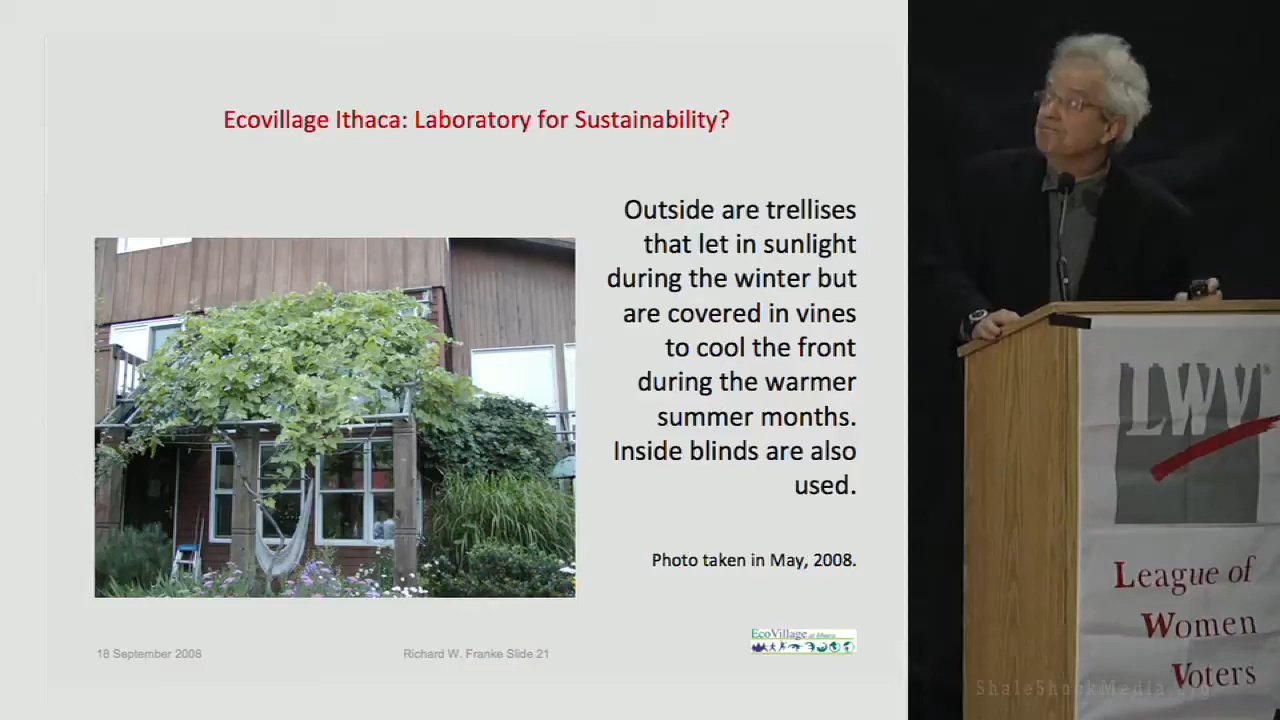 Ecovillage Ithaca: Laboratory for Sustainability?
Outside are trellises
that let in sunlight
during the winter but
are covered in vines
to cool the front
during the warmer
summer months.
Inside blinds are also
used.
Photo taken in May, 2008.
EcoVillage at Ithaca
18 September 2008
Richard W. Franke Slide 21
LWV®
League of
Women
Voters
ShaleShockMedia.org